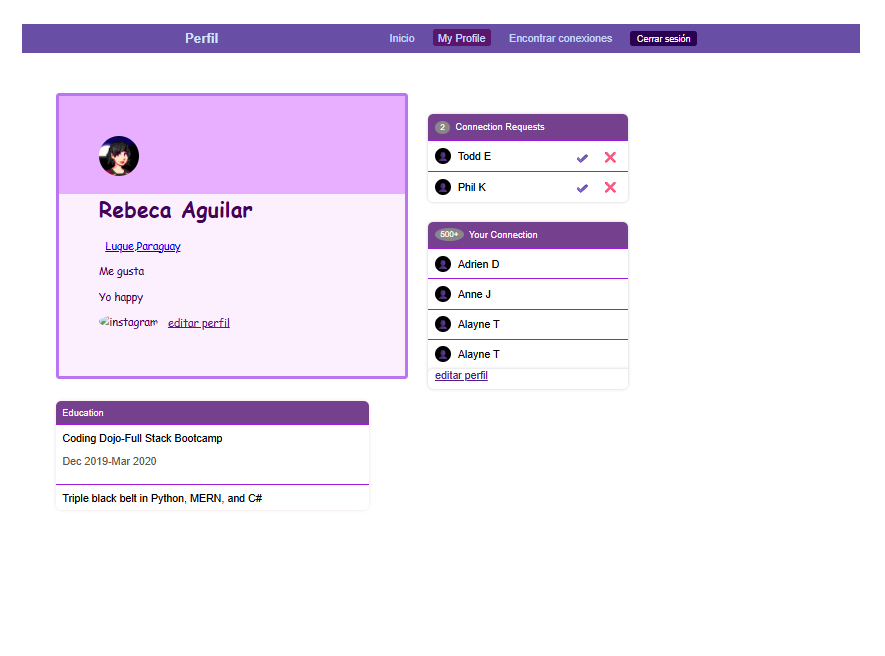 Perfil Inicio My Profile Encontrar conexiones Cerrar sesión
Rebeca Aguilar
Luque,Paraguay
Me gusta
Yo happy
instagram editar perfil
Education
Coding Dojo-Full Stack Bootcamp
Dec 2019-Mar 2020
Triple black belt in Python, MERN, and C#
2 Connection Requests
Todd E
Phil K
500+ Your Connection
Adrien D
Anne J
Alayne T
Alayne T
editar perfil